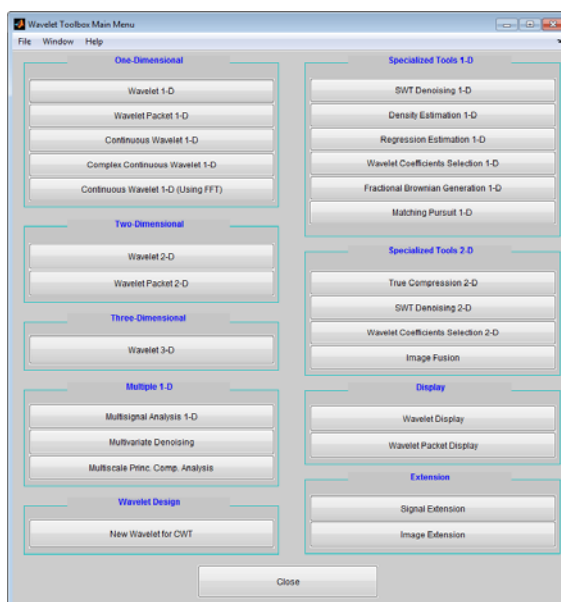 Wavelet Toolbox Main Menu
File Window Help
One-Dimensional
Wavelet 1-D
Wavelet Packet 1-D
Continuous Wavelet 1-D
Complex Continuous Wavelet 1-D
Continuous Wavelet 1-D (Using FFT)
Two-Dimensional
Wavelet 2-D
Wavelet Packet 2-D
Three-Dimensional
Wavelet 3-D
Multiple 1-D
Multisignal Analysis 1-D
Multivariate Denoising
Multiscale Princ. Comp. Analysis
Wavelet Design
New Wavelet for CWT
Specialized Tools 1-D
SWT Denoising 1-D
Density Estimation 1-D
Regression Estimation 1-D
Wavelet Coefficients Selection 1-D
Fractional Brownian Generation 1-D
Matching Pursuit 1-D
Specialized Tools 2-D
True Compression 2-D
SWT Denoising 2-D
Wavelet Coefficients Selection 2-D
Image Fusion
Display
Wavelet Display
Wavelet Packet Display
Extension
Signal Extension
Image Extension
Close